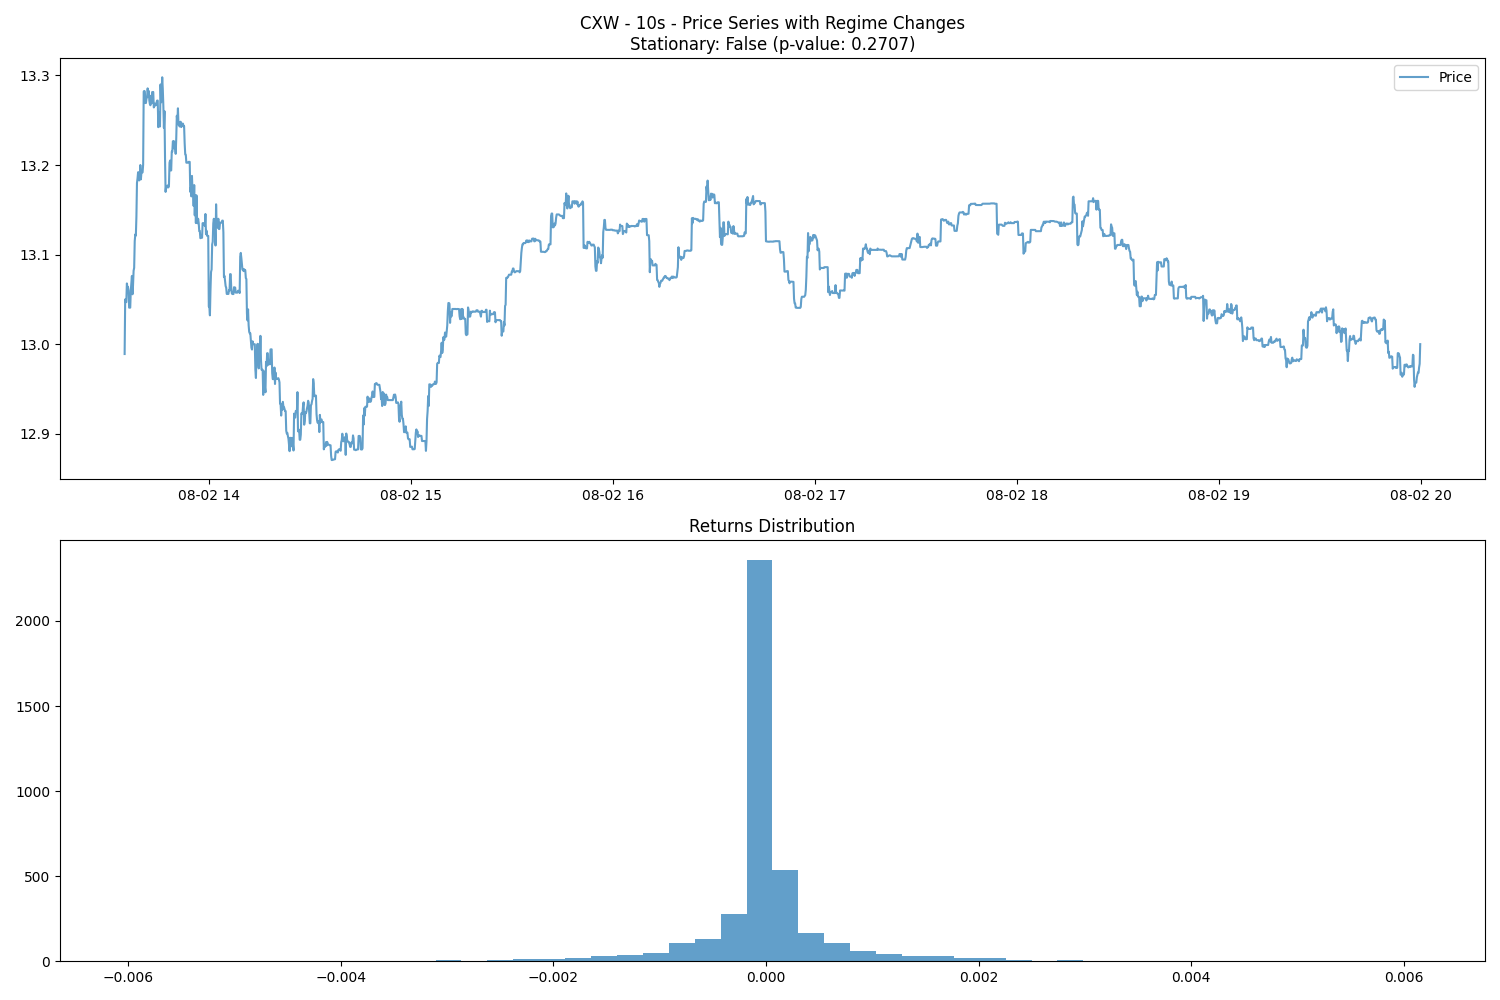 CXW - 10s - Price Series with Regime Changes
Stationary: False (p-value: 0.2707)
Price
13.3
13.2
13.1
13.0
12.9
08-02 14 08-02 15 08-02 16 08-02 17 08-02 18 08-02 19 08-02 20
Returns Distribution
2000
1500
1000
500
0
−0.006 −0.004 −0.002 0.000 0.002 0.004 0.006